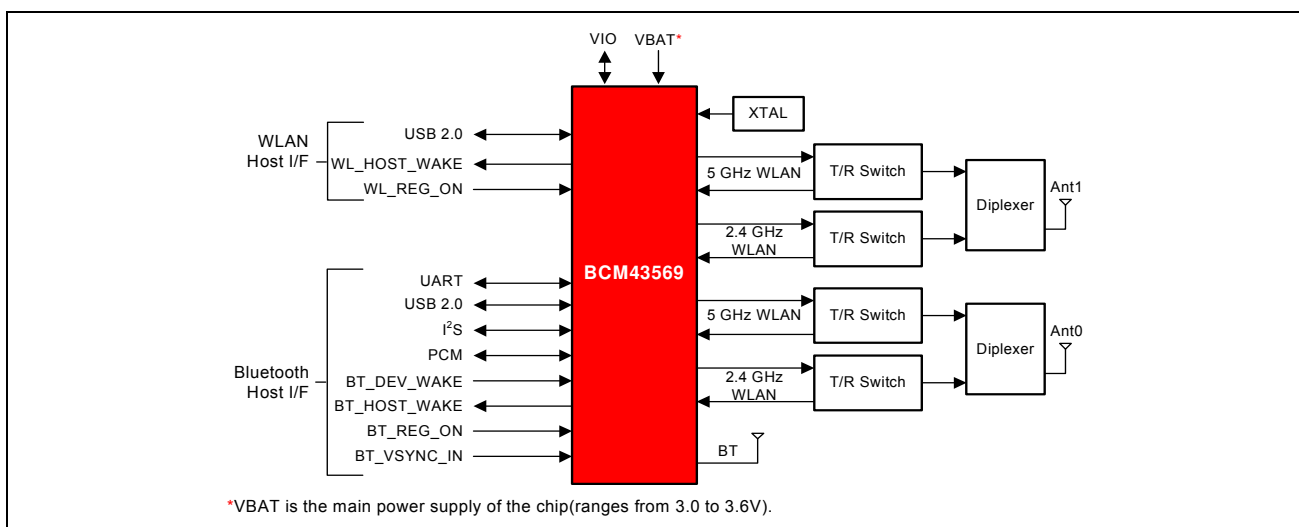 VIO
VBAT*
XTAL
WLAN
Host I/F
USB 2.0
WL_HOST_WAKE
WL_REG_ON
5 GHz WLAN
T/R Switch
2.4 GHz
WLAN
T/R Switch
Diplexer
Ant1
BCM43569
5 GHz WLAN
T/R Switch
2.4 GHz
WLAN
T/R Switch
Diplexer
Ant0
Bluetooth
Host I/F
UART
USB 2.0
I²S
PCM
BT_DEV_WAKE
BT_HOST_WAKE
BT_REG_ON
BT_VSYNC_IN
BT
*VBAT is the main power supply of the chip(ranges from 3.0 to 3.6V).